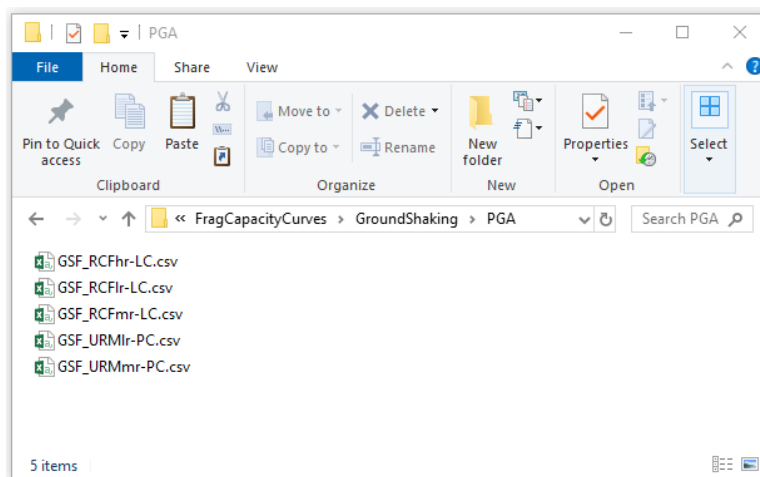 PGA
File Home Share View
Pin to Quick access Copy Paste
Move to Copy to Delete Rename
New folder
Properties
Select
Clipboard Organize New Open
« FragCapacityCurves > GroundShaking > PGA Search PGA
GSF_RCFhr-LC.csv
GSF_RCFlr-LC.csv
GSF_RCFmr-LC.csv
GSF_URMlr-PC.csv
GSF_URMmr-PC.csv
5 items